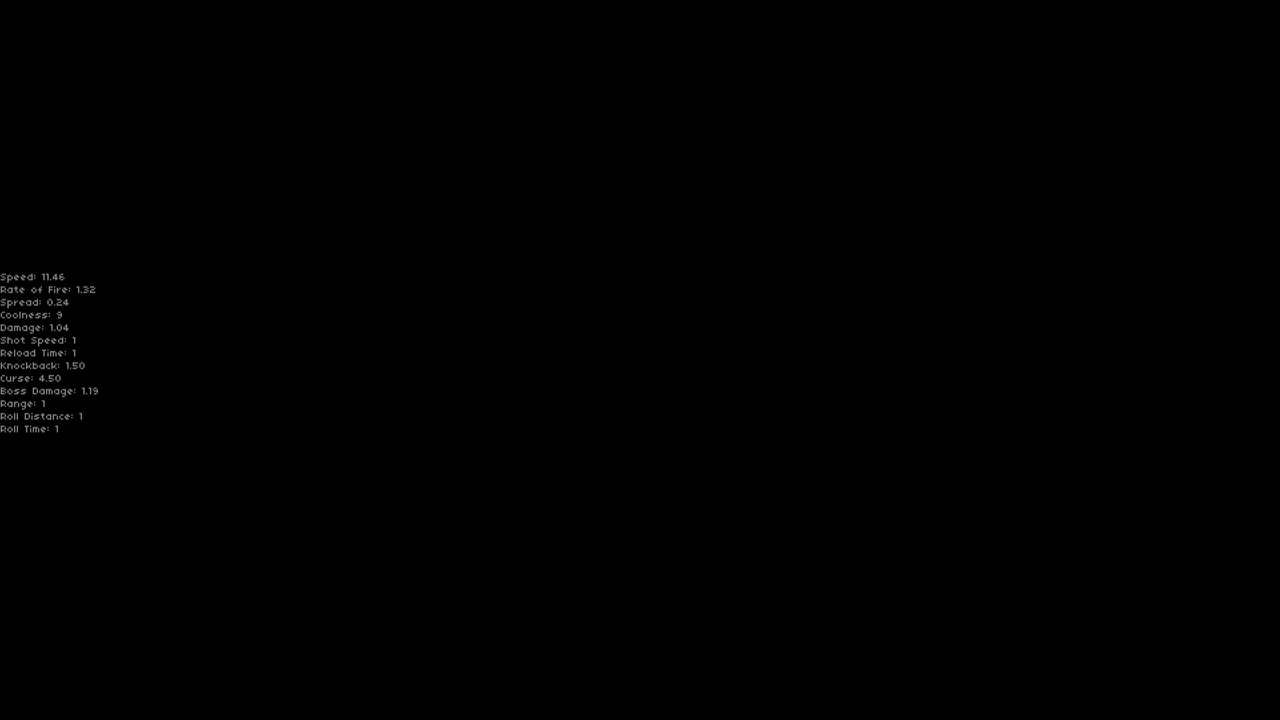 Speed: 11.46
Rate of Fire: 1.32
Spread: 0.24
Coolness: 9
Damage: 1.04
Shot Speed: 1
Reload Time: 1
Knockback: 1.50
Curse: 4.50
Boss Damage: 1.19
Range: 1
Roll Distance: 1
Roll Time: 1